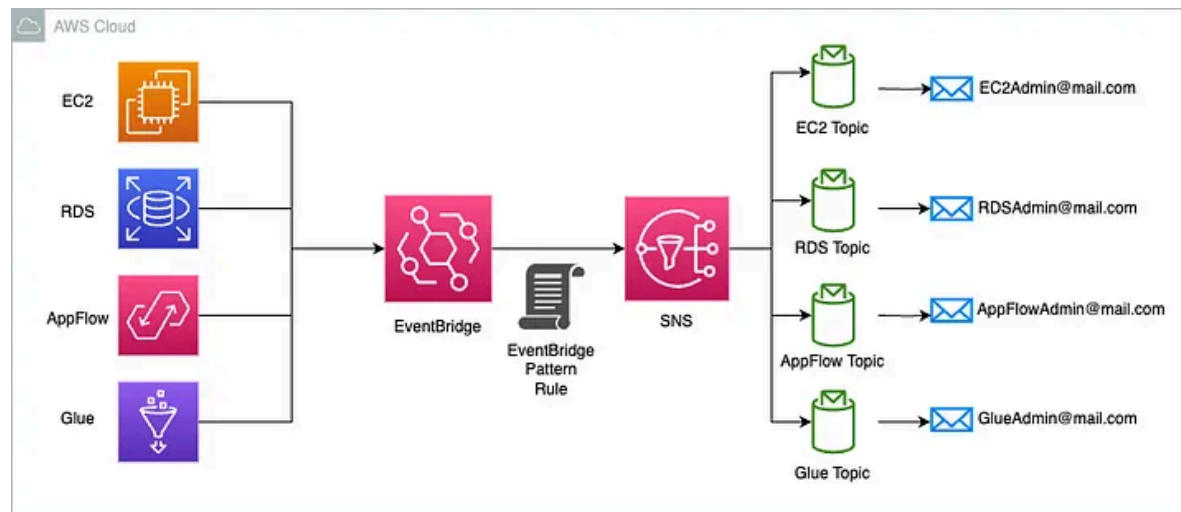 AWS Cloud
EC2
RDS
AppFlow
Glue
EventBridge
EventBridge
Pattern
Rule
SNS
EC2 Topic
RDS Topic
AppFlow Topic
Glue Topic
EC2Admin@mail.com
RDSAdmin@mail.com
AppFlowAdmin@mail.com
GlueAdmin@mail.com